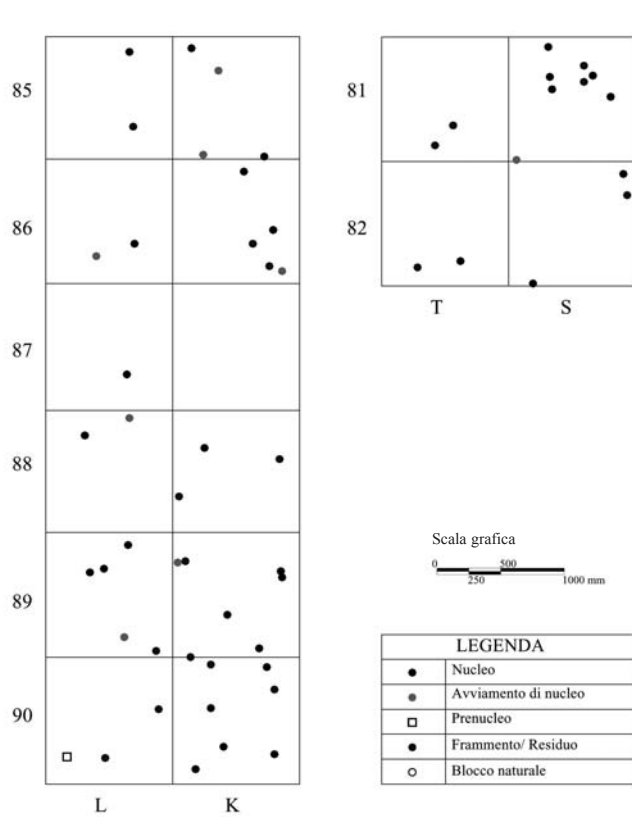 85
86
87
88
89
90
L K
81
82
T S
Scala grafica
0 500
250 1000 mm
LEGENDA
Nucleo
Avviamento di nucleo
Prenucleo
Frammento/ Residuo
Blocco naturale